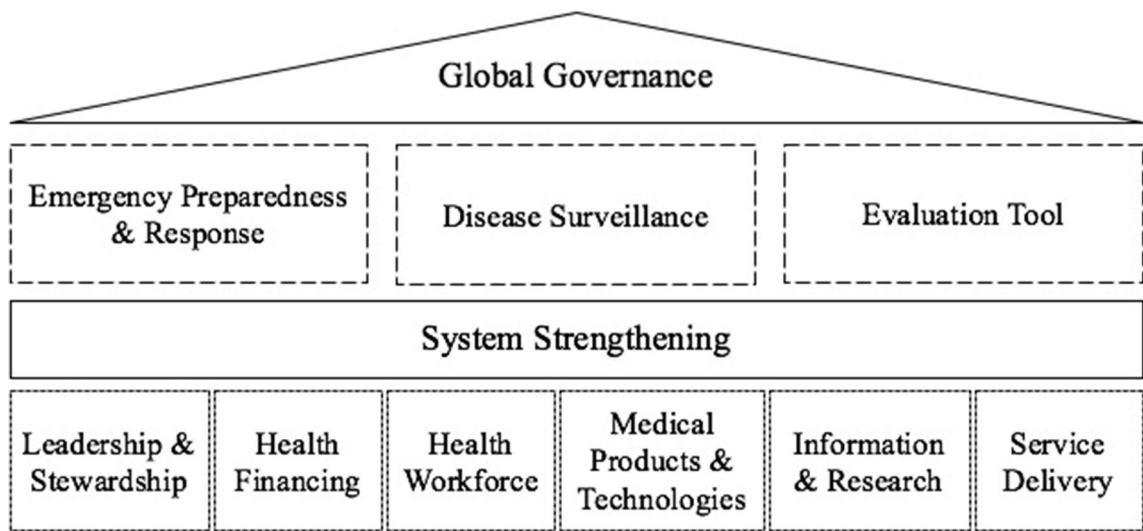 Global Governance
Emergency Preparedness
& Response
Disease Surveillance
Evaluation Tool
System Strengthening
Leadership &
Stewardship
Health
Financing
Health
Workforce
Medical
Products &
Technologies
Information
& Research
Service
Delivery